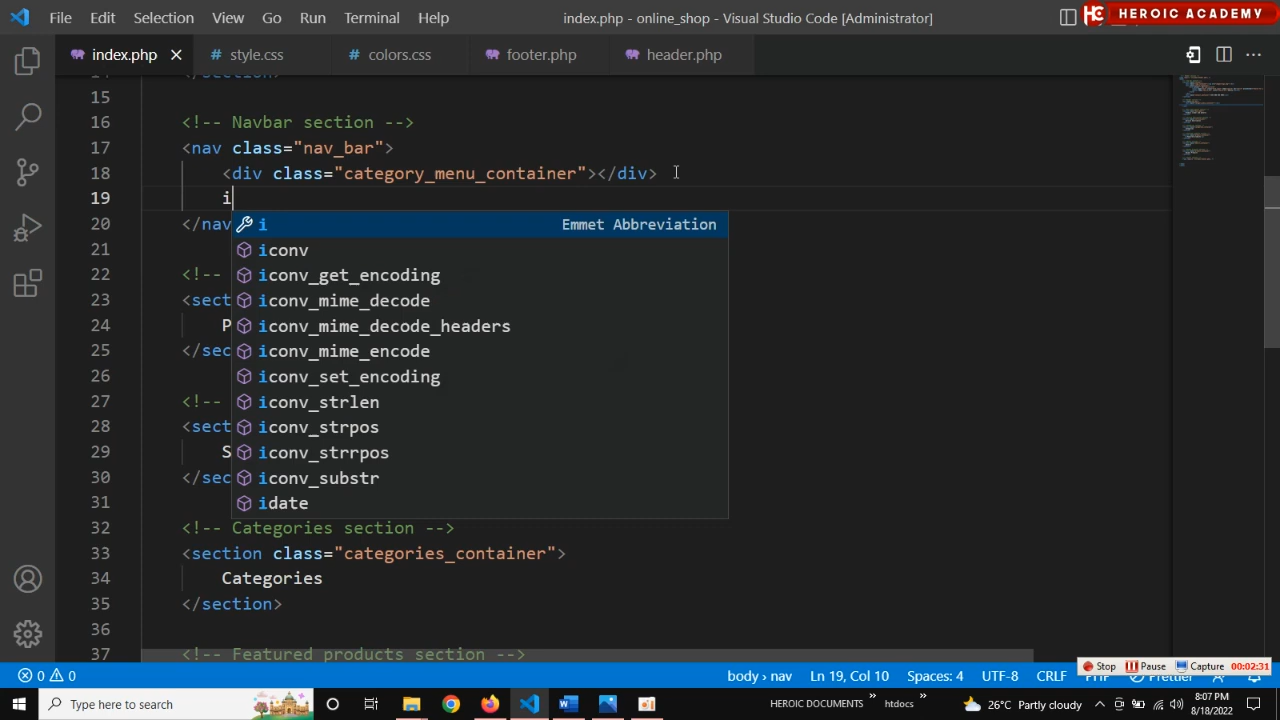 File Edit Selection View Go Run Terminal Help index.php - online_shop - Visual Studio Code [Administrator] HC HEROIC ACADEMY
index.php style.css colors.css footer.php header.php
15
16 <!-- Navbar section -->
17 <nav class="nav_bar">
18 <div class="category_menu_container"></div>
19 i
20 </nav
i Emmet Abbreviation
21
iconv
22 <!--
iconv_get_encoding
23 <sect
iconv_mime_decode
24 P
iconv_mime_decode_headers
25 </sec
iconv_mime_encode
26
iconv_set_encoding
27 <!--
iconv_strlen
28 <sect
iconv_strpos
29 S
iconv_strrpos
30 </sec
iconv_substr
31
idate
32 <!-- Categories section -->
33 <section class="categories_container">
34 Categories
35 </section>
36
37 <!-- Featured products section -->
Stop Pause Capture 00:02:31
0 0 body › nav Ln 19, Col 10 Spaces: 4 UTF-8 CRLF PHP Prettier
Type here to search HEROIC DOCUMENTS htdocs 26°C Partly cloudy 8:07 PM
8/18/2022